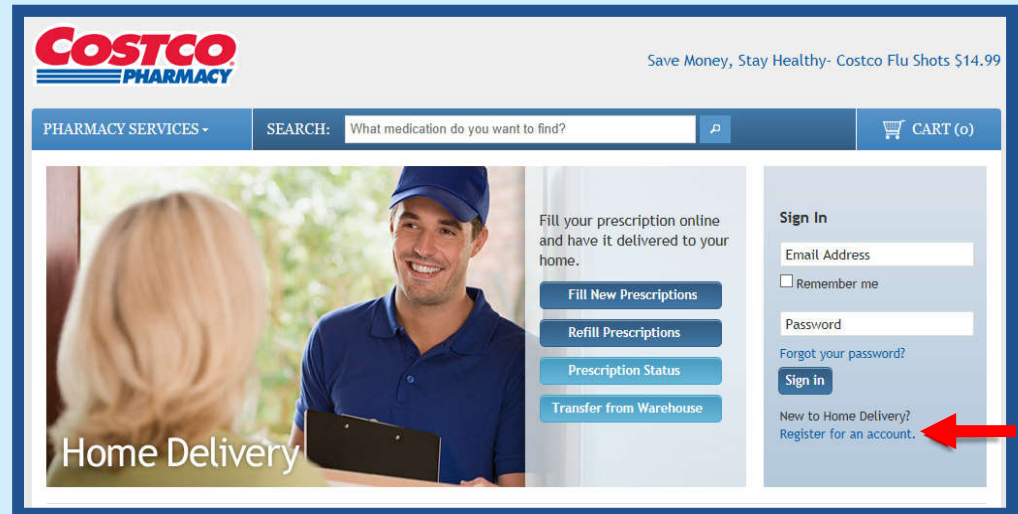 COSTCO
PHARMACY
Save Money, Stay Healthy- Costco Flu Shots $14.99
PHARMACY SERVICES
SEARCH:
What medication do you want to find?
CART (0)
Home Delivery
Fill your prescription online
and have it delivered to your
home.
Fill New Prescriptions
Refill Prescriptions
Prescription Status
Transfer from Warehouse
Sign In
Email Address
Remember me
Password
Forgot your password?
Sign in
New to Home Delivery?
Register for an account.